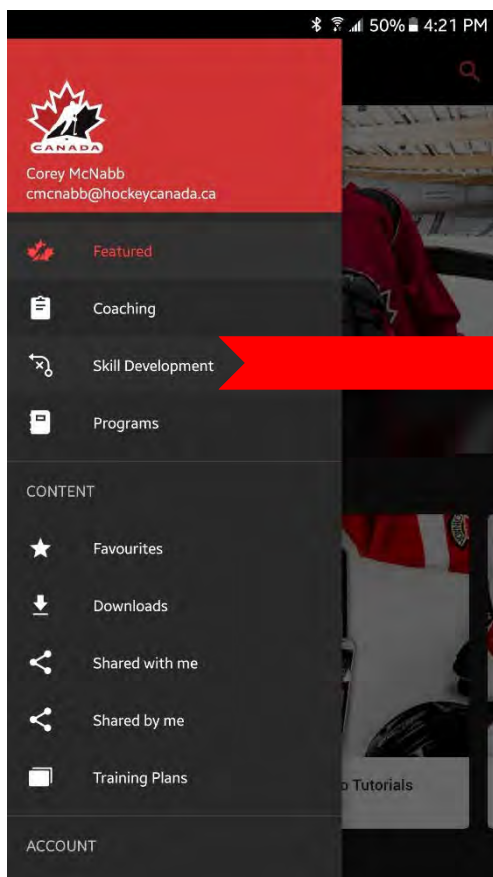 50% 4:21 PM
CANADA
Corey McNabb
cmcnabb@hockeycanada.ca
Featured
Coaching
Skill Development
Programs
CONTENT
Favourites
Downloads
Shared with me
Shared by me
Training Plans
Tutorials
ACCOUNT